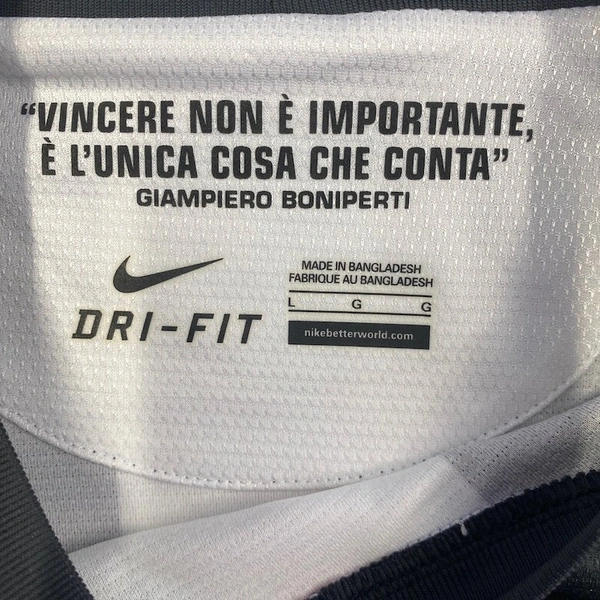 “VINCERE NON È IMPORTANTE,
È L’UNICA COSA CHE CONTA”
GIAMPIERO BONIPERTI
DRI-FIT
MADE IN BANGLADESH
FABRIQUE AU BANGLADESH
L G G
nikebetterworld.com